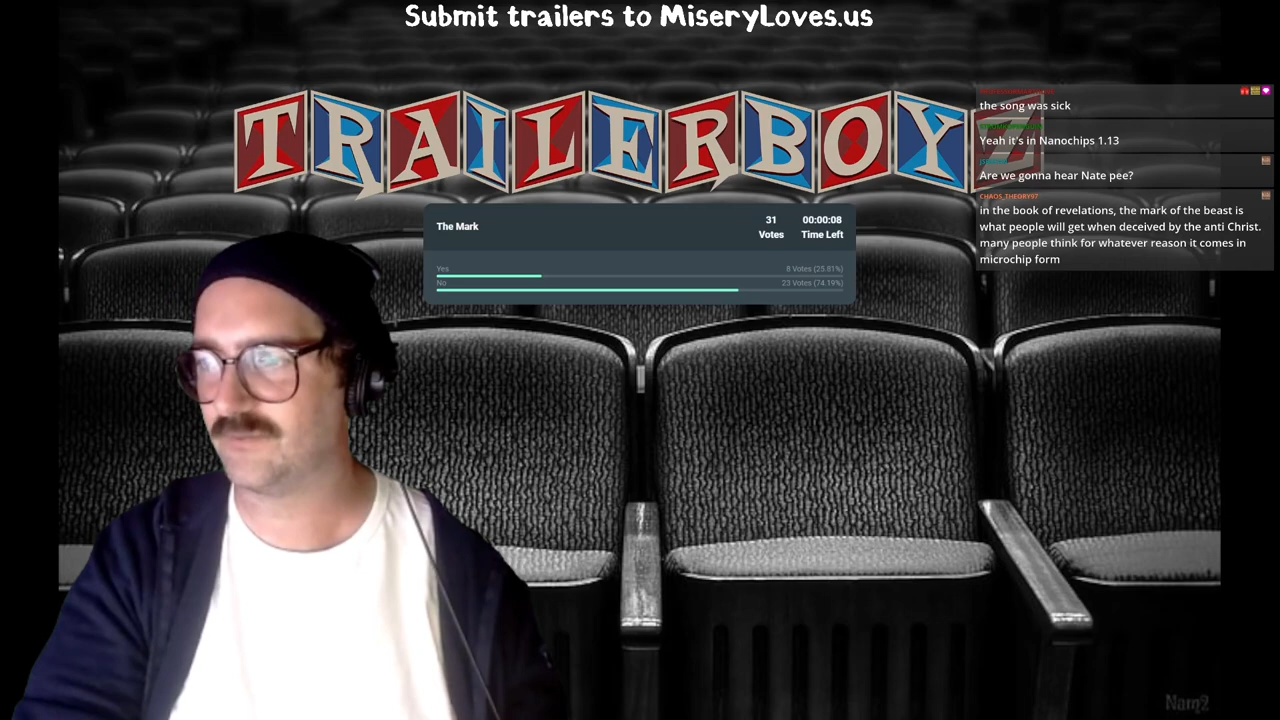 Submit trailers to MiseryLoves.us
TRAILERBOYZ
the song was sick
Yeah it's in Nanochips 1.13
Are we gonna hear Nate pee?
CHAOS_THEORY97
in the book of revelations, the mark of the beast is
what people will get when deceived by the anti Christ.
many people think for whatever reason it comes in
microchip form
The Mark
31
Votes
00:00:08
Time Left
Yes
8 Votes (25.81%)
No
23 Votes (74.19%)
Nam2